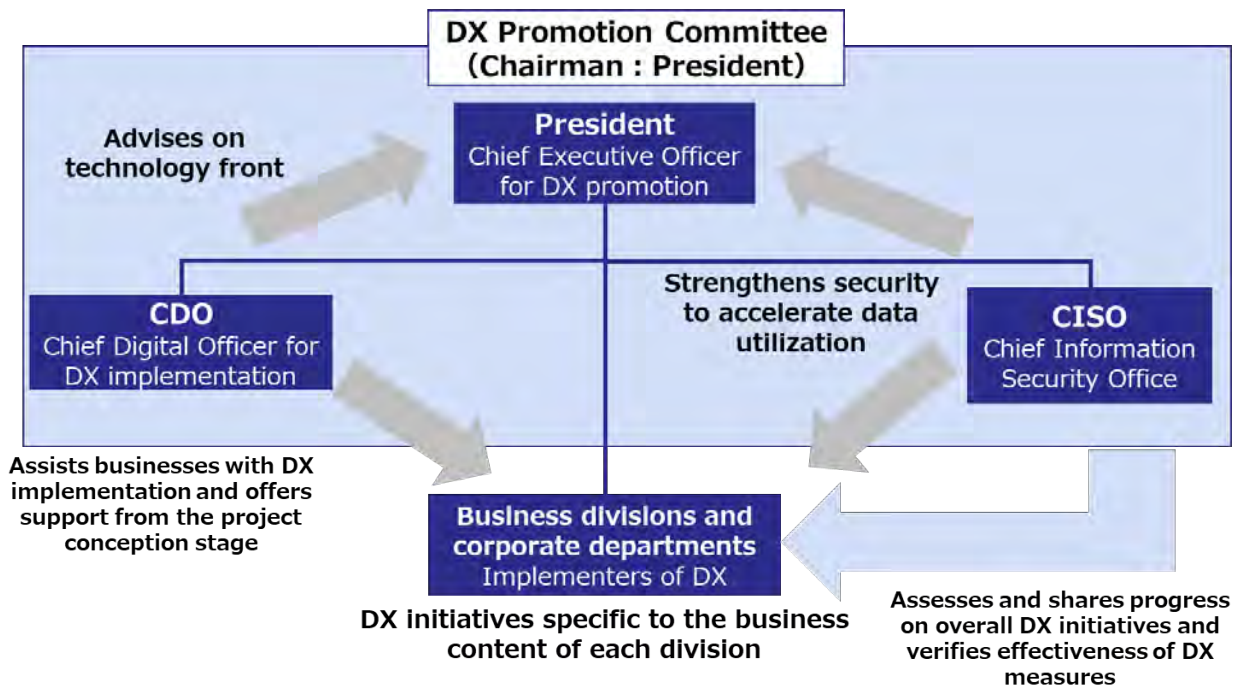 DX Promotion Committee
(Chairman : President)
President
Chief Executive Officer
for DX promotion
Advises on
technology front
Strengthens security
to accelerate data
utilization
CDO
Chief Digital Officer for
DX implementation
CISO
Chief Information
Security Office
Assists businesses with DX
implementation and offers
support from the project
conception stage
Business divisions and
corporate departments
Implementers of DX
DX initiatives specific to the business
content of each division
Assesses and shares progress
on overall DX initiatives and
verifies effectiveness of DX
measures